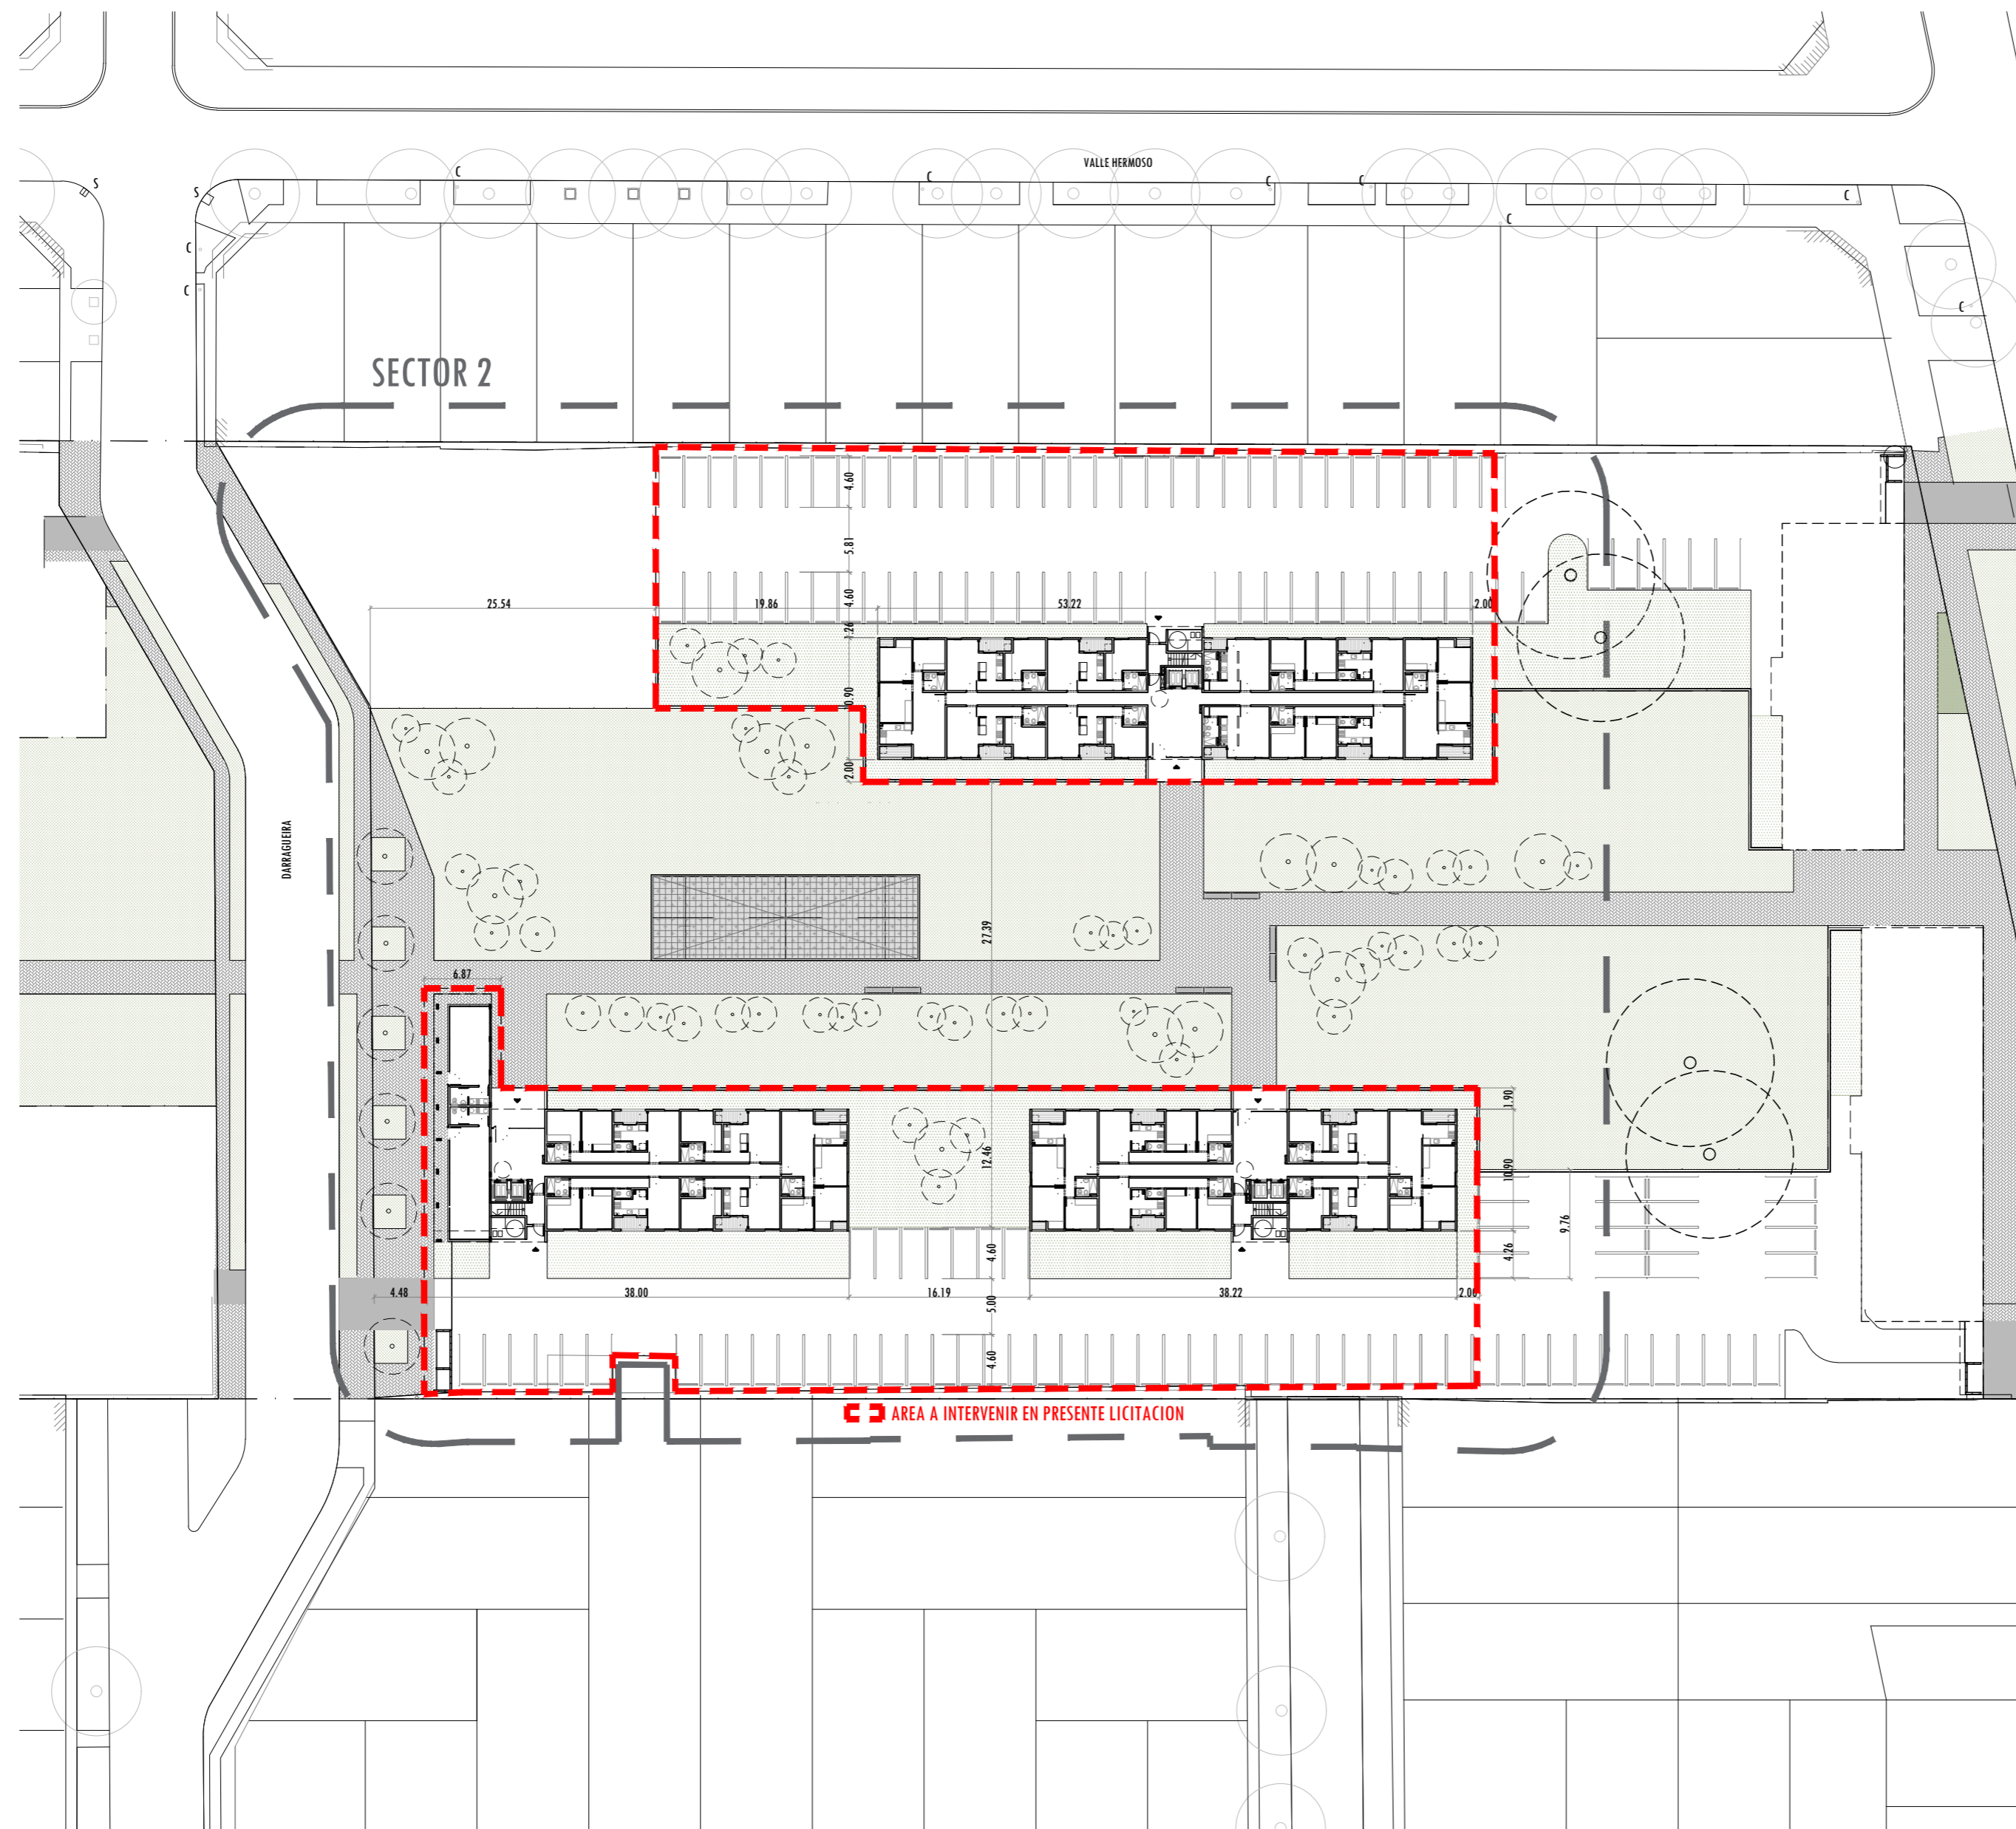 VALLE HERMOSO
C
S
S
C
C
C
C
C
C
C
C
SECTOR 2
4.60
5.81
25.54
19.86
4.60
53.22
2.00
1.26
0.90
2.00
DARRAGUEIRA
27.39
6.87
1.90
12.46
10.90
9.76
4.60
4.26
4.48
38.00
16.19
5.00
38.22
2.00
4.60
AREA A INTERVENIR EN PRESENTE LICITACION